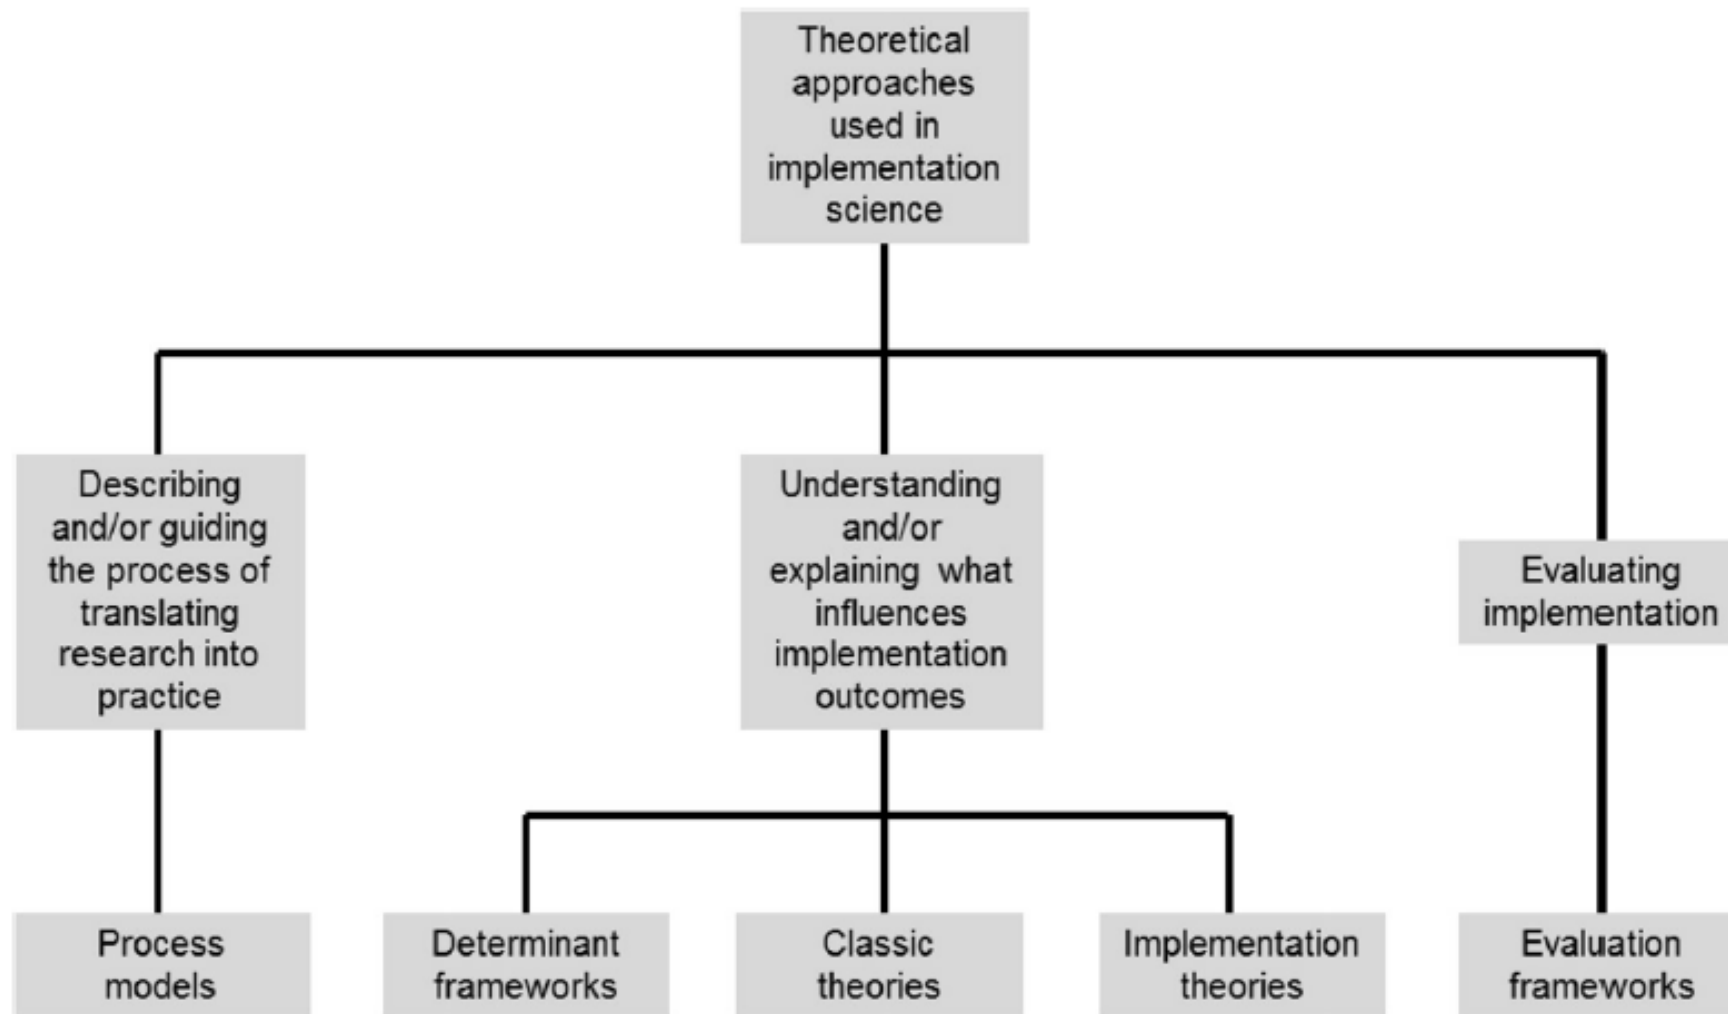 Theoretical
approaches
used in
implementation
science
Describing
and/or guiding
the process of
translating
research into
practice
Understanding
and/or
explaining what
influences
implementation
outcomes
Evaluating
implementation
Process
models
Determinant
frameworks
Classic
theories
Implementation
theories
Evaluation
frameworks